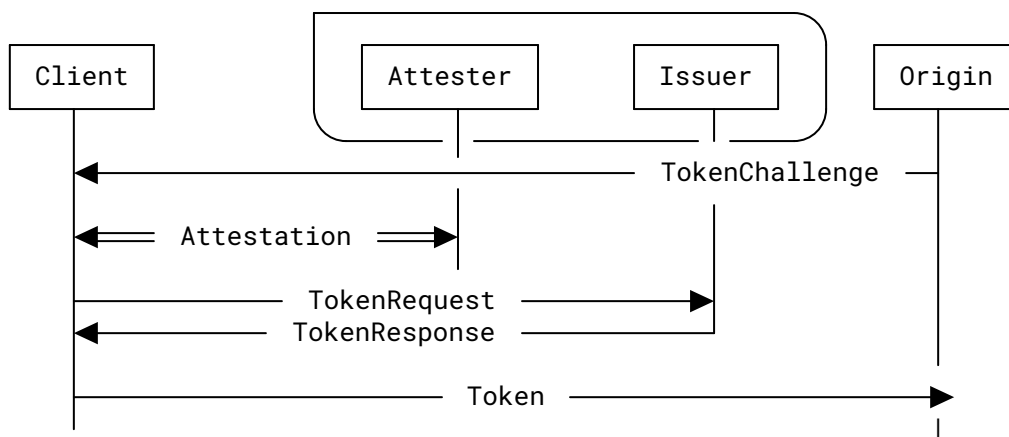 Client Attester Issuer Origin
TokenChallenge
Attestation
TokenRequest
TokenResponse
Token